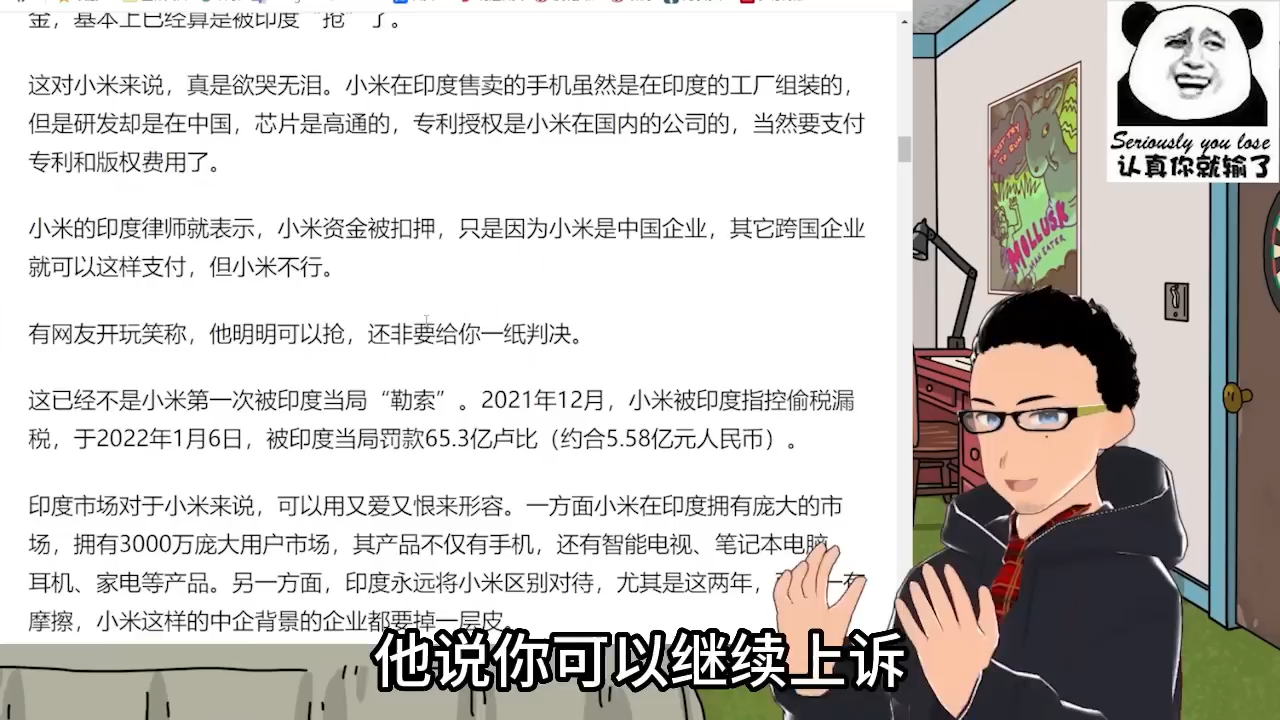 金，基本上已经算是被印度“抢”了。
这对小米来说，真是欲哭无泪。小米在印度售卖的手机虽然是在印度的工厂组装的，
但是研发却是在中国，芯片是高通的，专利授权是小米在国内的公司的，当然要支付
专利和版权费用了。
小米的印度律师就表示，小米资金被扣押，只是因为小米是中国企业，其它跨国企业
就可以这样支付，但小米不行。
有网友开玩笑称，他明明可以抢，还非要给你一纸判决。
这已经不是小米第一次被印度当局“勒索”。2021年12月，小米被印度指控偷税漏
税，于2022年1月6日，被印度当局罚款65.3亿卢比（约合5.58亿元人民币）。
印度市场对于小米来说，可以用又爱又恨来形容。一方面小米在印度拥有庞大的市
场，拥有3000万庞大用户市场，其产品不仅有手机，还有智能电视、笔记本电脑、
耳机、家电等产品。另一方面，印度永远将小米区别对待，尤其是这两年，
摩擦，小米这样的中企背景的企业都要掉一层皮。
Seriously you lose
认真你就输了
MOLLUSK
MAN EATER
他说你可以继续上诉